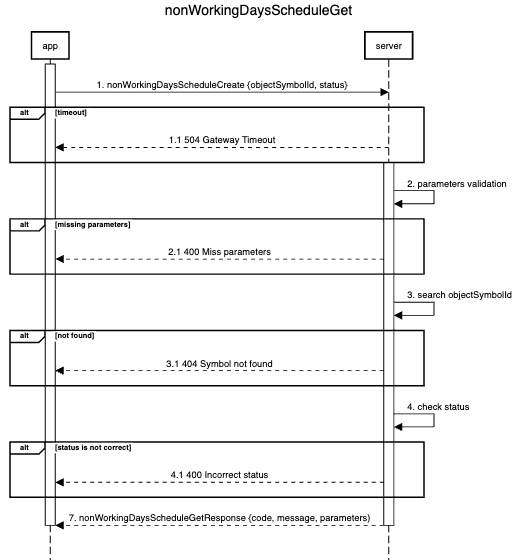 nonWorkingDaysScheduleGet
app
server
1. nonWorkingDaysScheduleCreate {objectSymbolId, status}
alt
[timeout]
1.1 504 Gateway Timeout
2. parameters validation
alt
[missing parameters]
2.1 400 Miss parameters
3. search objectSymbolId
alt
[not found]
3.1 404 Symbol not found
4. check status
alt
[status is not correct]
4.1 400 Incorrect status
7. nonWorkingDaysScheduleGetResponse {code, message, parameters)